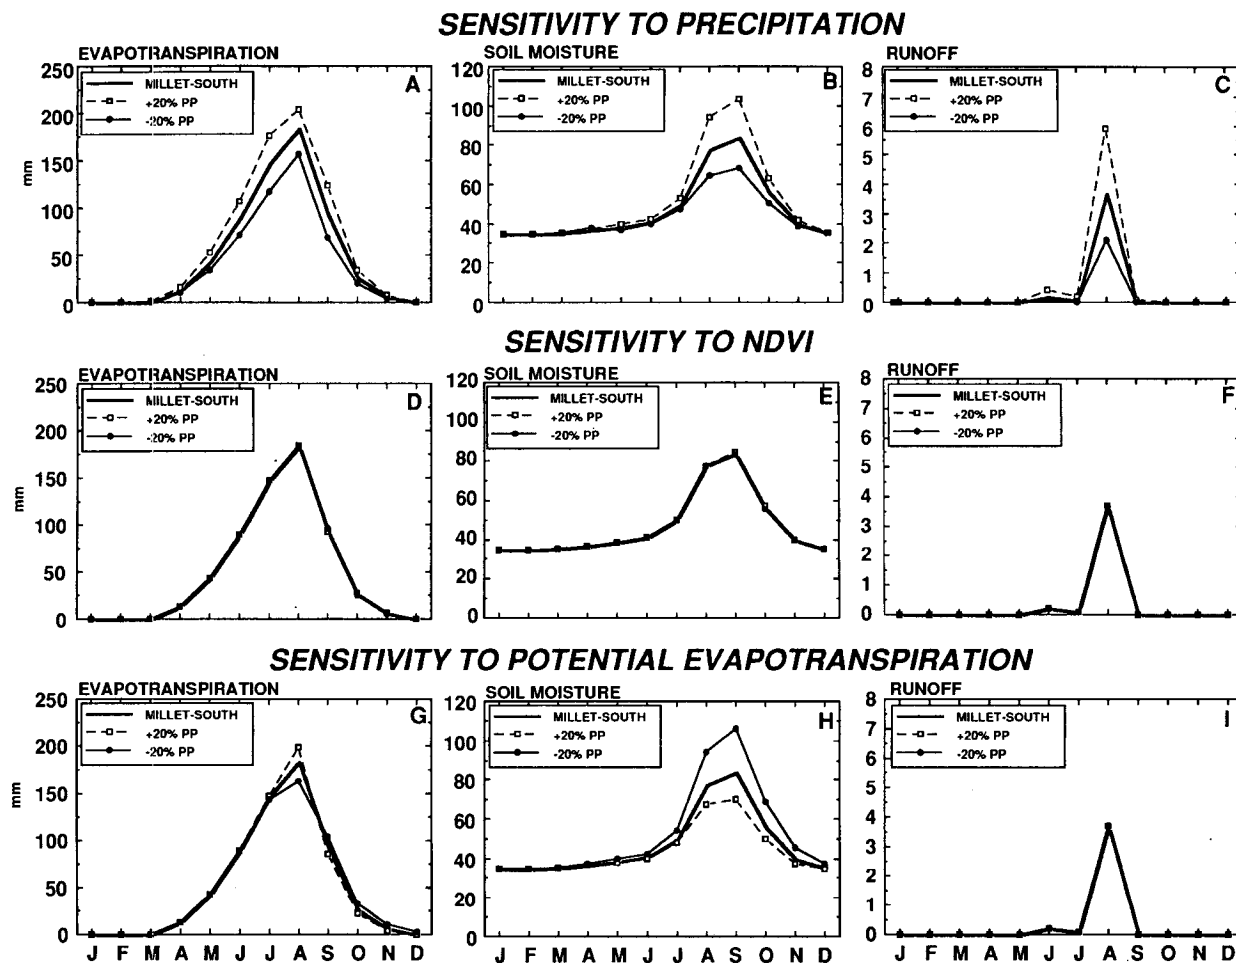 SENSITIVITY TO PRECIPITATION
EVAPOTRANSPIRATION
SOIL MOISTURE
RUNOFF
250
200
150
100
50
0
mm
MILLET-SOUTH
+20% PP
-20% PP
A
120
100
80
60
40
20
0
MILLET-SOUTH
+20% PP
-20% PP
B
8
7
6
5
4
3
2
1
0
MILLET-SOUTH
+20% PP
-20% PP
C
SENSITIVITY TO NDVI
EVAPOTRANSPIRATION
SOIL MOISTURE
RUNOFF
250
200
150
100
50
0
mm
MILLET-SOUTH
+20% PP
-20% PP
D
120
100
80
60
40
20
0
MILLET-SOUTH
+20% PP
-20% PP
E
8
7
6
5
4
3
2
1
0
MILLET-SOUTH
+20% PP
-20% PP
F
SENSITIVITY TO POTENTIAL EVAPOTRANSPIRATION
EVAPOTRANSPIRATION
SOIL MOISTURE
RUNOFF
250
200
150
100
50
0
mm
MILLET-SOUTH
+20% PP
-20% PP
G
J F M A M J J A S O N D
120
100
80
60
40
20
0
MILLET-SOUTH
+20% PP
-20% PP
H
J F M A M J J A S O N D
8
7
6
5
4
3
2
1
0
MILLET-SOUTH
+20% PP
-20% PP
I
J F M A M J J A S O N D